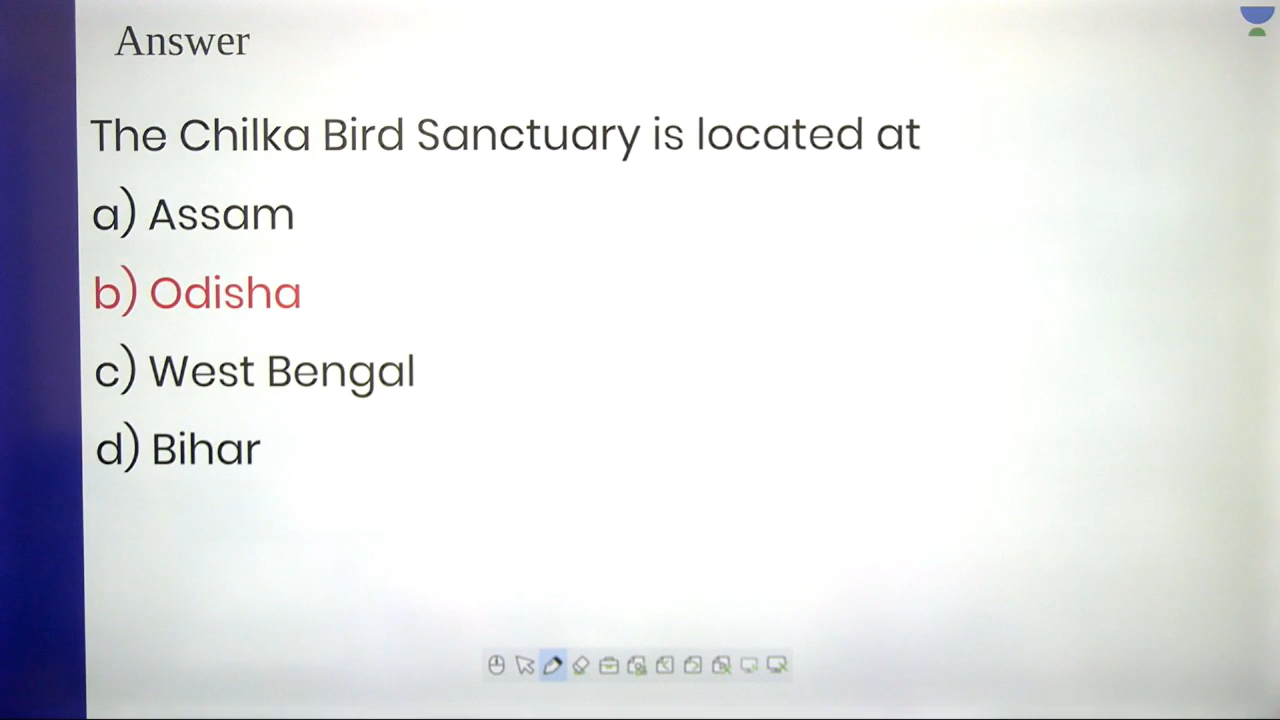 Answer
The Chilka Bird Sanctuary is located at
a) Assam
b) Odisha
c) West Bengal
d) Bihar